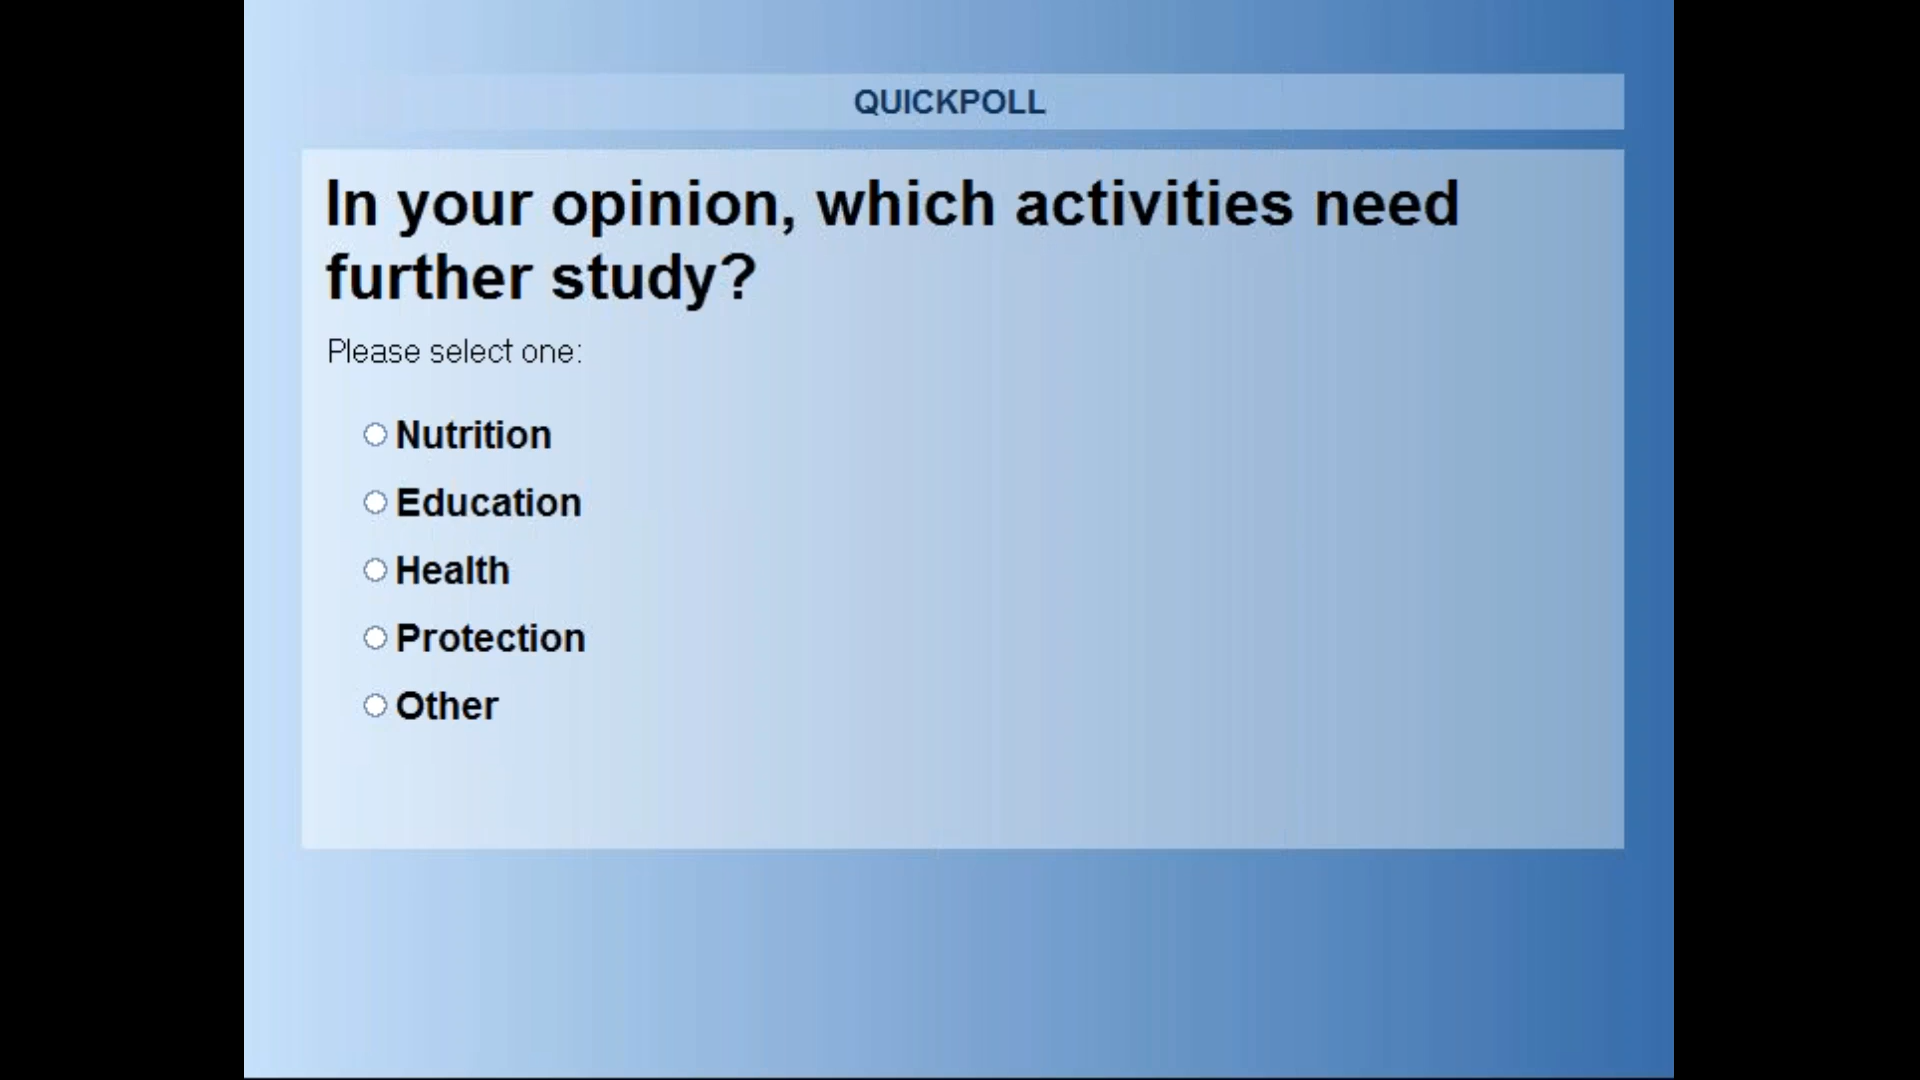 QUICKPOLL
In your opinion, which activities need
further study?
Please select one:
Nutrition
Education
Health
Protection
Other